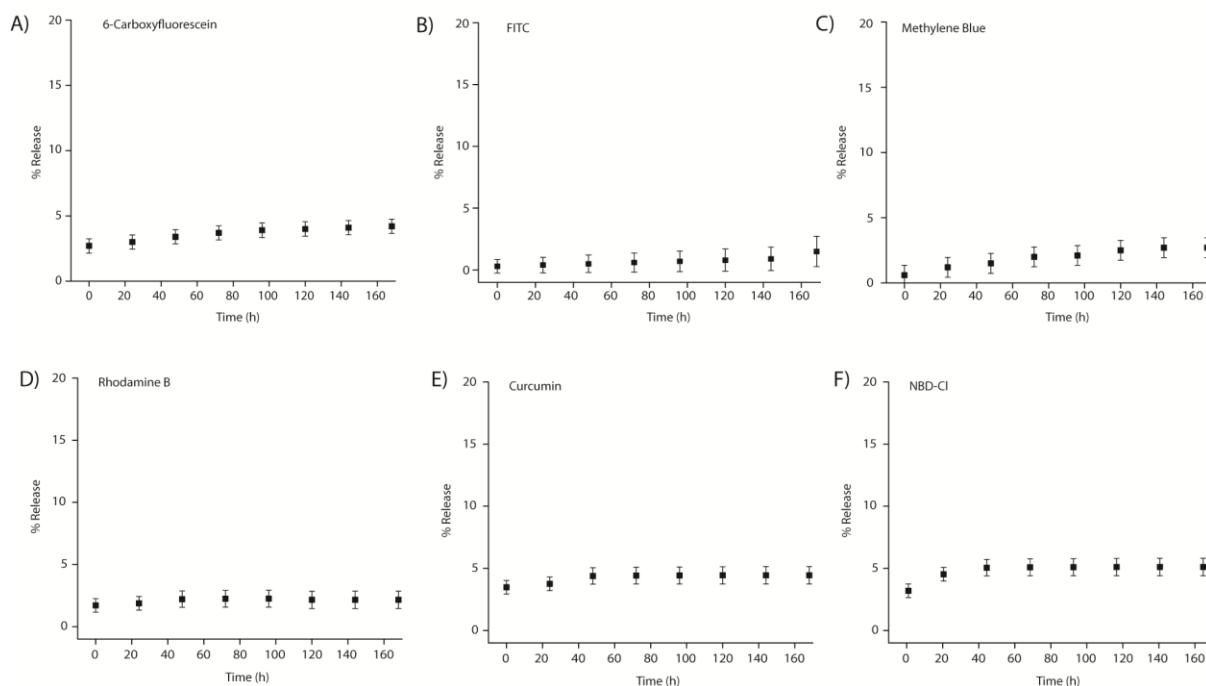 A)
6-Carboxyfluorescein
20
15
10
5
0
% Release
0 20 40 60 80 100 120 140 160
Time (h)
B)
FITC
20
15
10
5
0
% Release
0 20 40 60 80 100 120 140 160
Time (h)
C)
Methylene Blue
20
15
10
5
0
% Release
0 20 40 60 80 100 120 140 160
Time (h)
D)
Rhodamine B
20
15
10
5
0
% Release
0 20 40 60 80 100 120 140 160
Time (h)
E)
Curcumin
20
15
10
5
0
% Release
0 20 40 60 80 100 120 140 160
Time (h)
F)
NBD-Cl
20
15
10
5
0
% Release
0 20 40 60 80 100 120 140 160
Time (h)